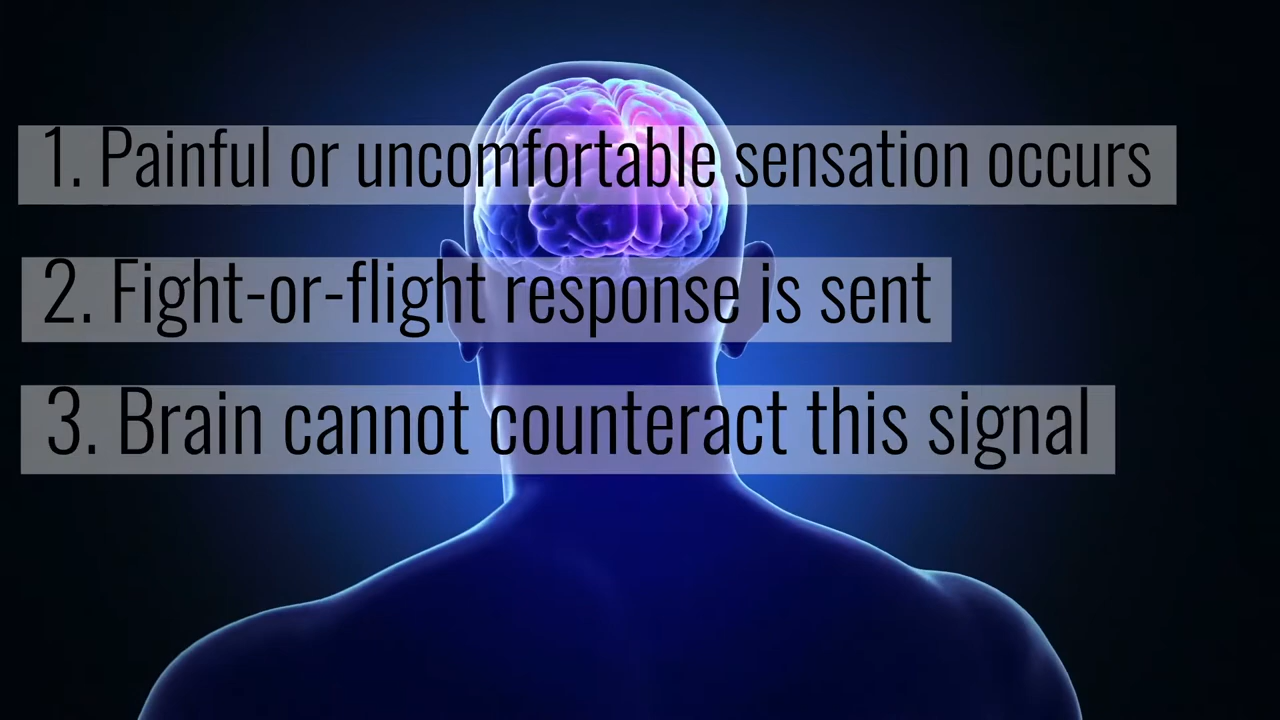 1. Painful or uncomfortable sensation occurs
2. Fight-or-flight response is sent
3. Brain cannot counteract this signal